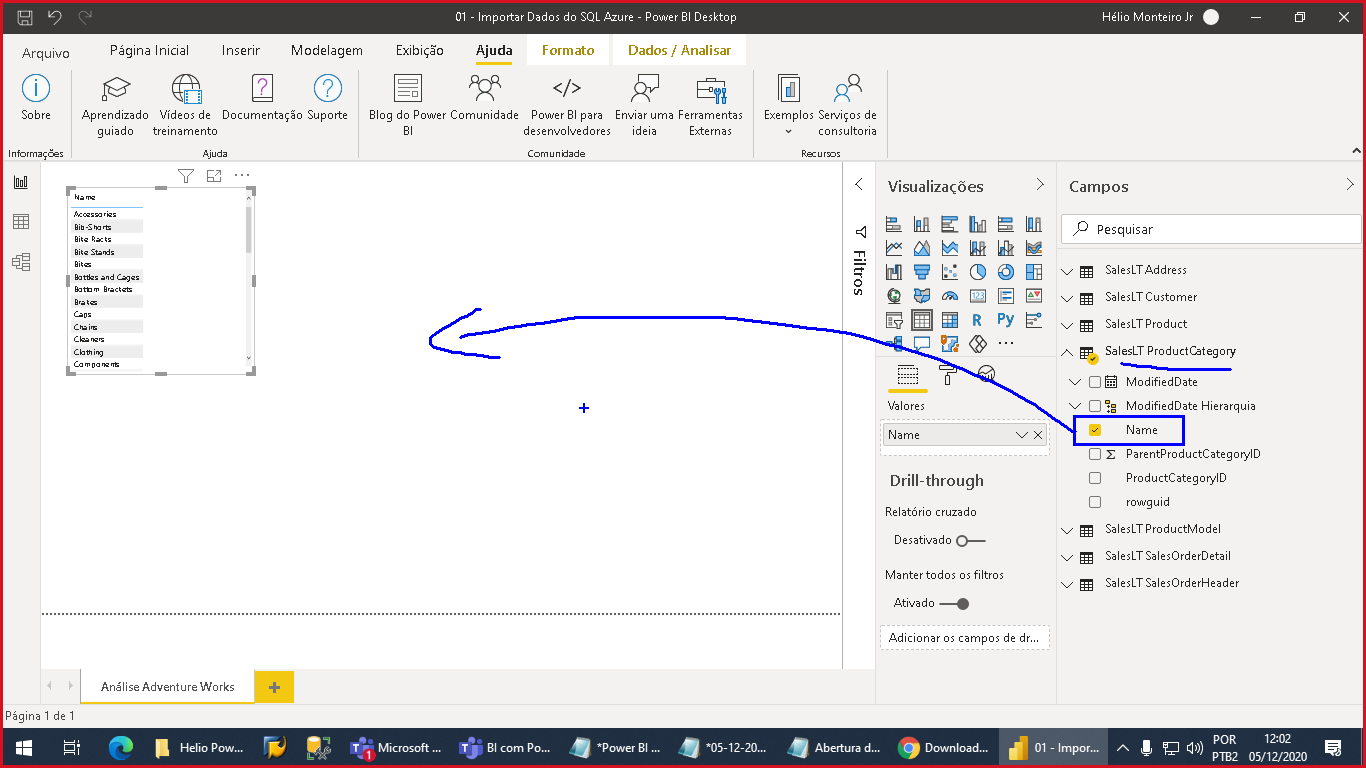 01 - Importar Dados do SQL Azure - Power BI Desktop
Hélio Monteiro Jr
Arquivo
Página Inicial
Inserir
Modelagem
Exibição
Ajuda
Formato
Dados / Analisar
Sobre
Aprendizado guiado
Vídeos de treinamento
Documentação
Suporte
Blog do Power BI
Comunidade
Power BI para desenvolvedores
Enviar uma ideia
Ferramentas Externas
Exemplos
Serviços de consultoria
Informações
Ajuda
Comunidade
Recursos
Name
Accessories
Bib-Shorts
Bike Racks
Bike Stands
Bikes
Bottles and Cages
Bottom Brackets
Brakes
Caps
Chains
Cleaners
Clothing
Components
Filtros
Visualizações
R
Py
123
Valores
Name
Drill-through
Relatório cruzado
Desativado
Manter todos os filtros
Ativado
Adicionar os campos de dr...
Campos
Pesquisar
SalesLT Address
SalesLT Customer
SalesLT Product
SalesLT ProductCategory
ModifiedDate
ModifiedDate Hierarquia
Name
ParentProductCategoryID
ProductCategoryID
rowguid
SalesLT ProductModel
SalesLT SalesOrderDetail
SalesLT SalesOrderHeader
Análise Adventure Works
Página 1 de 1
Helio Pow...
Microsoft ...
1
BI com Po...
*Power BI ...
*05-12-20...
Abertura d...
Download...
01 - Impor...
POR
PTB2
12:02
05/12/2020